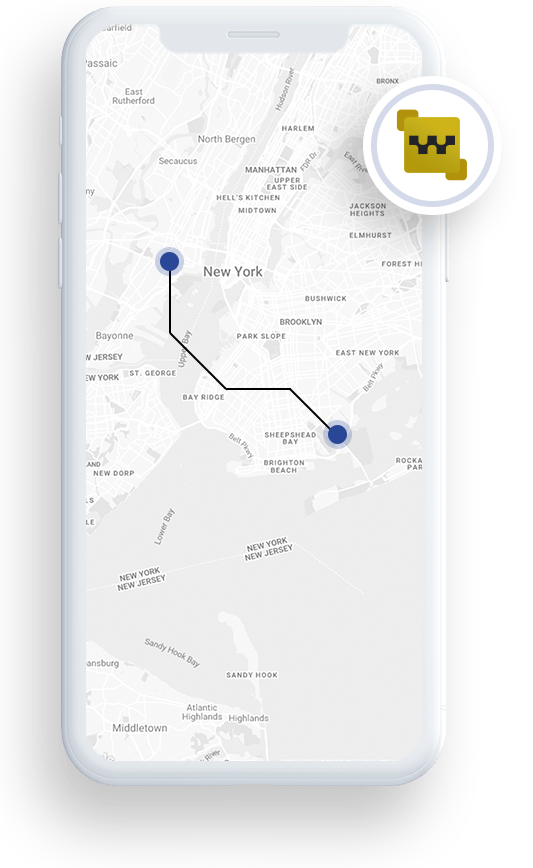 arfield
assaic
BRONX
East
Rutherford
Hudson River
HARLEM
North Bergen
Secaucus
MANHATTAN
FDR Dr.
East River
UPPER
EAST SIDE
ny
HELL'S KITCHEN
MIDTOWN
JACKSON
HEIGHTS
ELMHURST
FOREST HI
New York
BUSHWICK
BROOKLYN
Bayonne
Upper Bay
PARK SLOPE
W JERSEY
EW YORK
ST. GEORGE
EAST NEW YORK
Belt Pkwy
BAY RIDGE
Belt Pkwy
SHEEPSHEAD
BAY
BRIGHTON
BEACH
AND
NEW DORP
ROCKA
PAR
LS
LE
Lower Bay
NEW YORK
NEW JERSEY
NEW YORK
NEW JERSEY
Sandy Hook Bay
ansburg
SANDY HOOK
Atlantic
Highlands
Highlands
Middletown